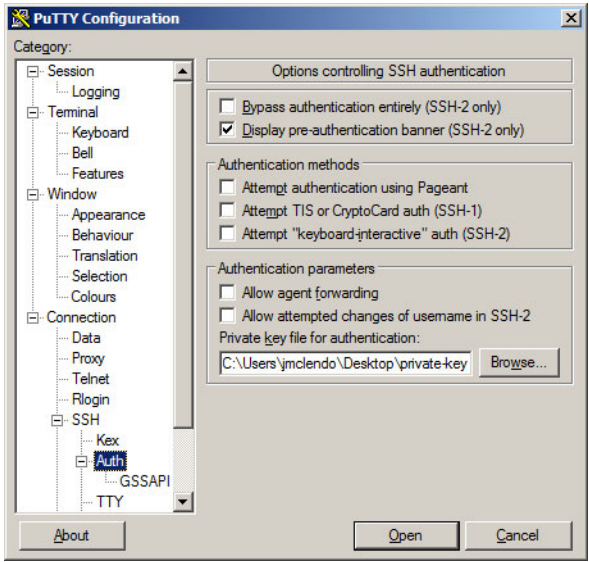 PuTTY Configuration
Category:
Session
Logging
Terminal
Keyboard
Bell
Features
Window
Appearance
Behaviour
Translation
Selection
Colours
Connection
Data
Proxy
Telnet
Rlogin
SSH
Kex
Auth
GSSAPI
TTY
Options controlling SSH authentication
Bypass authentication entirely (SSH-2 only)
Display pre-authentication banner (SSH-2 only)
Authentication methods
Attempt authentication using Pageant
Attempt TIS or CryptoCard auth (SSH-1)
Attempt "keyboard-interactive" auth (SSH-2)
Authentication parameters
Allow agent forwarding
Allow attempted changes of username in SSH-2
Private key file for authentication:
C:\Users\jmclendo\Desktop\private-key
Browse...
About
Open
Cancel